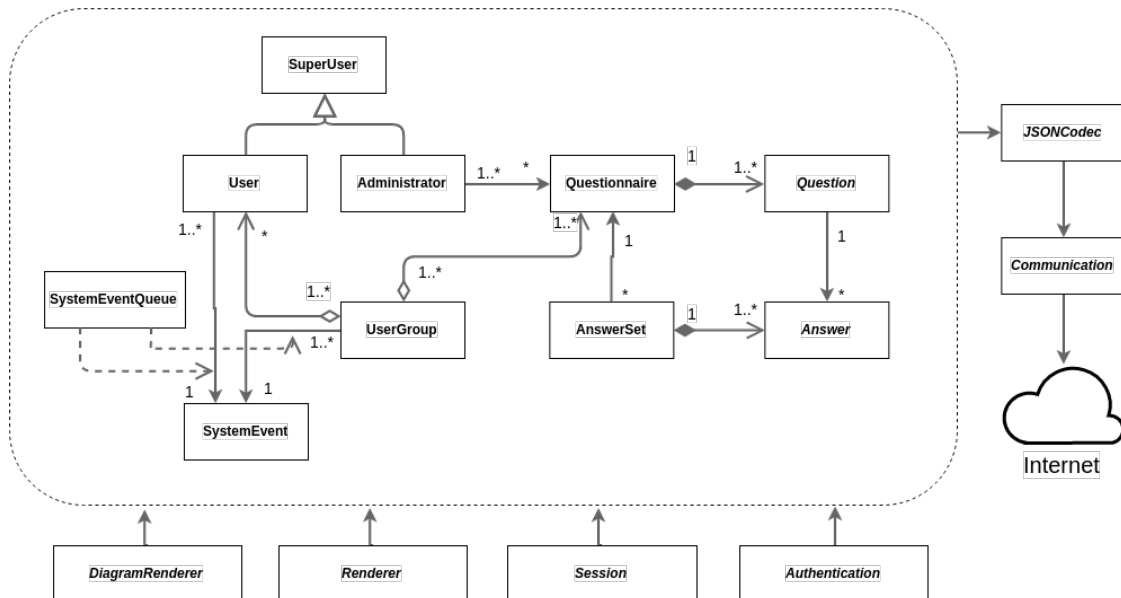 SuperUser
JSONCodec
User
Administrator
1..*
*
Questionnaire
1
1..*
Question
1..*
*
1..*
1
1
Communication
1..*
SystemEventQueue
1..*
*
*
UserGroup
AnswerSet
1
1..*
Answer
1..*
1
1
SystemEvent
Internet
DiagramRenderer
Renderer
Session
Authentication